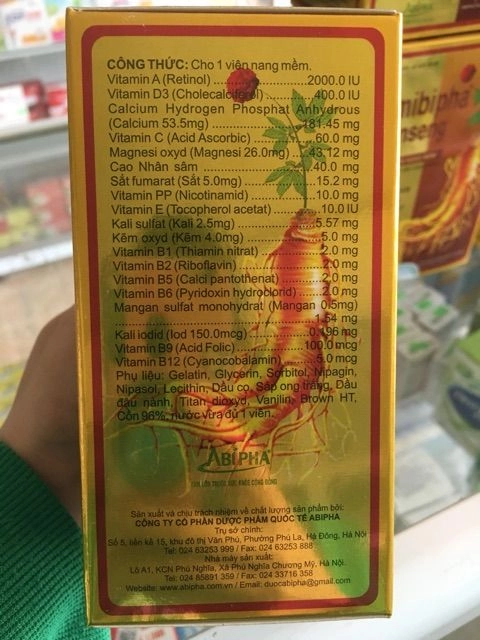 CÔNG THỨC: Cho 1 viên nang mềm.
Vitamin A (Retinol) ..................2000.0 IU
Vitamin D3 (Cholecalciferol)............400.0 IU
Calcium Hydrogen Phosphat Anhydrous
(Calcium 53.5mg) ......................181.45 mg
Vitamin C (Acid Ascorbic) ...............60.0 mg
Magnesi oxyd (Magnesi 26.0mg) ...43.12 mg
Cao Nhân sâm ..........................40.0 mg
Sắt fumarat (Sắt 5.0mg) .................15.2 mg
Vitamin PP (Nicotinamid) ...............10.0 mg
Vitamin E (Tocopherol acetat) ..........10.0 IU
Kali sulfat (Kali 2.5mg) ..................5.57 mg
Kẽm oxyd (Kẽm 4.0mg) ..................5.0 mg
Vitamin B1 (Thiamin nitrat) ..............2.0 mg
Vitamin B2 (Riboflavin) ...................2.0 mg
Vitamin B5 (Calci pantothenat) ..........2.0 mg
Vitamin B6 (Pyridoxin hydroclorid) .....2.0 mg
Mangan sulfat monohydrat (Mangan 0.5mg)
..............................................1.54 mg
Kali iodid (Iod 150.0mcg) .............0.196 mg
Vitamin B9 (Acid Folic)................100.0 mcg
Vitamin B12 (Cyanocobalamin)........5.0 mcg
Phụ liệu: Gelatin, Glycerin, Sorbitol, Nipagin,
Nipasol, Lecithin, Dầu cọ, Sáp ong trắng, Dầu
đậu nành, Titan dioxyd, Vanilin, Brown HT,
Cồn 96%, nước vừa đủ 1 viên.
ABIPHA
Sản xuất và chịu trách nhiệm về chất lượng sản phẩm bởi:
CÔNG TY CỔ PHẦN DƯỢC PHẨM QUỐC TẾ ABIPHA
Trụ sở chính:
Số 5, liền kề 15, khu đô thị Văn Phú, Phường Phú La, Hà Đông, Hà Nội
Tel: 024 63253 999 / Fax: 024 63253 888
Nhà máy sản xuất:
Lô A1, KCN Phú Nghĩa, Xã Phú Nghĩa Chương Mỹ, Hà Nội.
Tel: 024 85891 359 / Fax: 024 33716 358
Website: www.abipha.com.vn / Email: duocabipha@gmail.com